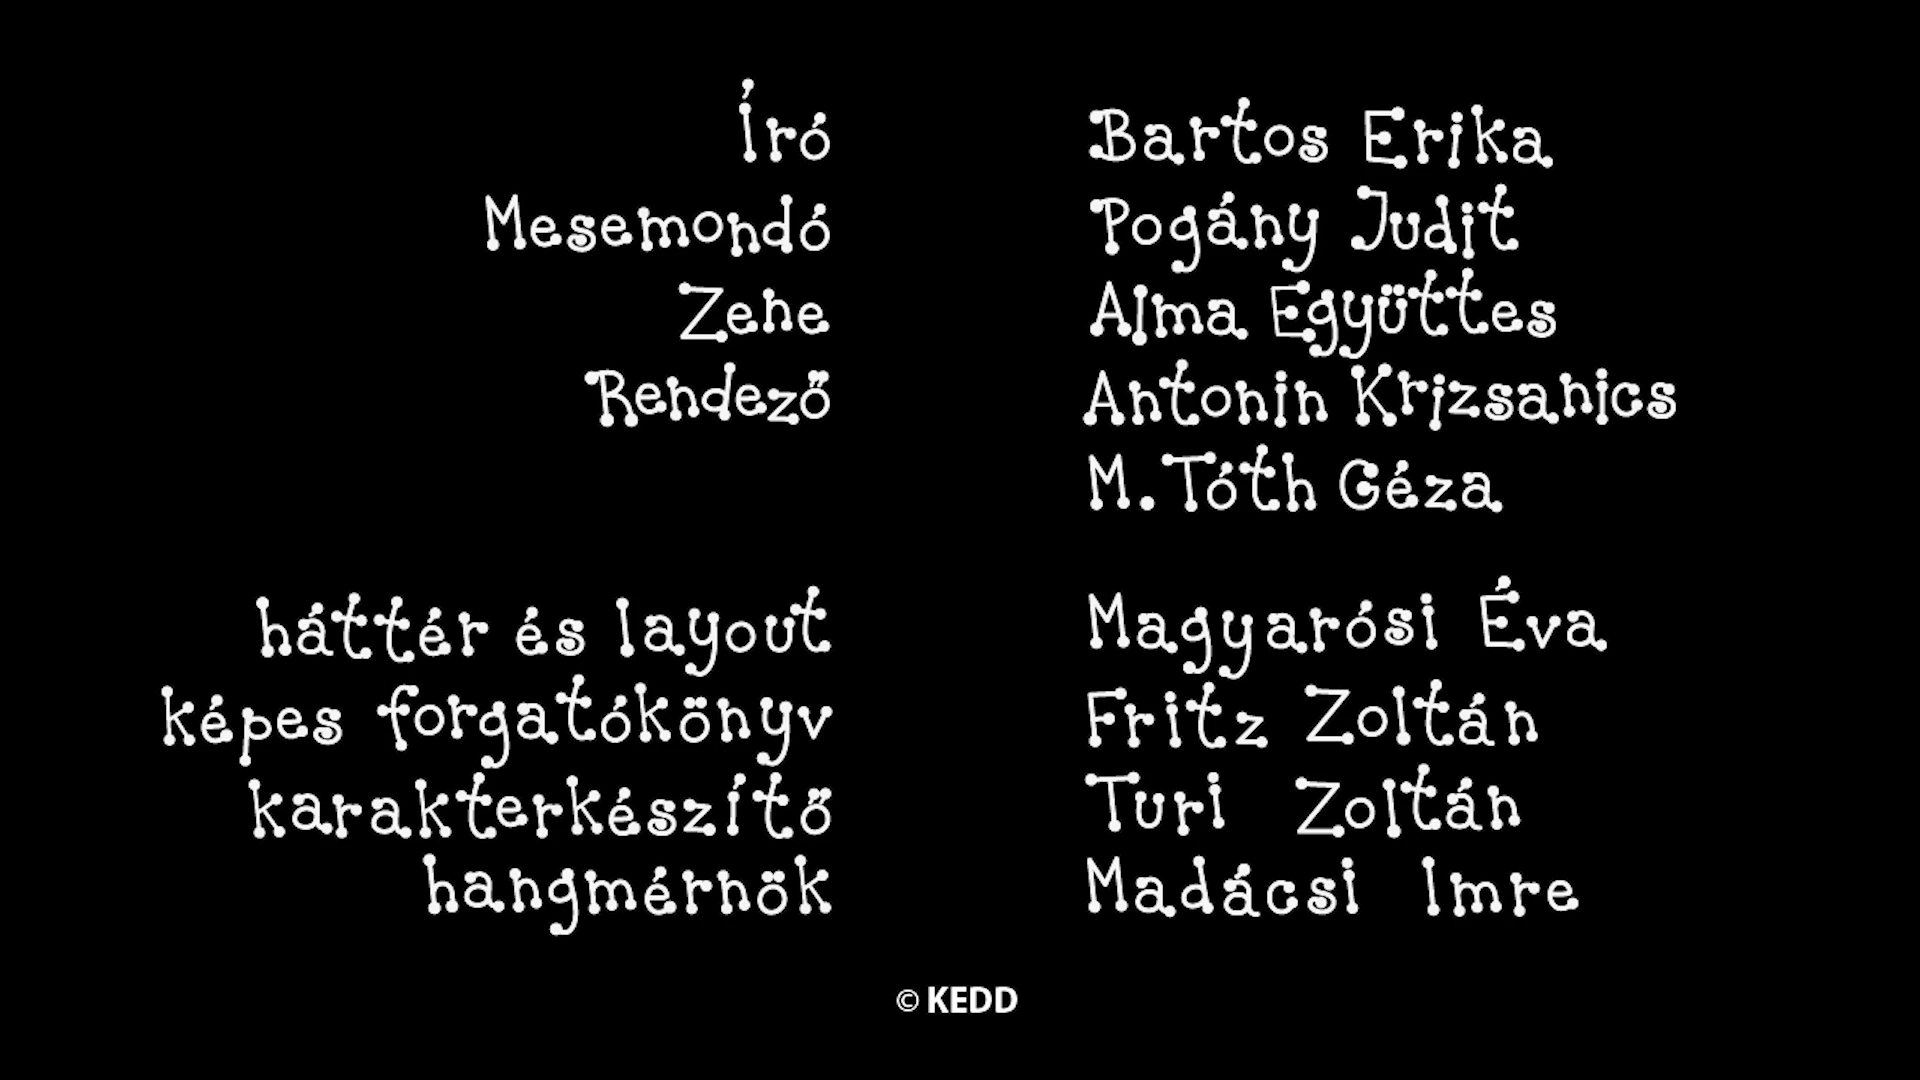 Író Bartos Erika
Mesemondó Pogány Judit
Zene Alma Együttes
Rendező Antonin Krizsanics
M. Tóth Géza
háttér és layout Magyarósi Éva
képes forgatókönyv Fritz Zoltán
karakterkészítő Turi Zoltán
hangmérnök Madácsi Imre
© KEDD